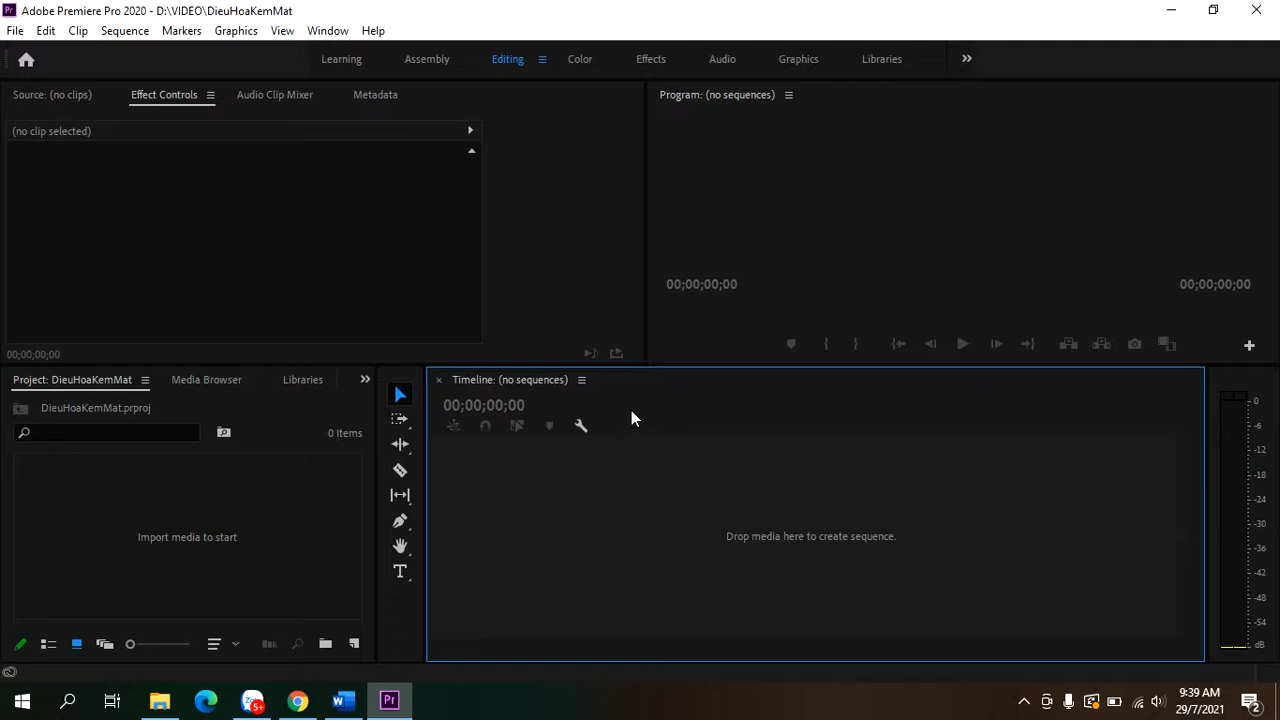 Adobe Premiere Pro 2020 - D:\VIDEO\DieuHoaKemMat
File Edit Clip Sequence Markers Graphics View Window Help
Learning Assembly Editing Color Effects Audio Graphics Libraries
Source: (no clips) Effect Controls Audio Clip Mixer Metadata
Program: (no sequences)
(no clip selected)
00;00;00;00 00;00;00;00
00;00;00;00
Project: DieuHoaKemMat Media Browser Libraries
Timeline: (no sequences)
DieuHoaKemMat.prproj
00;00;00;00
0 Items
Import media to start
Drop media here to create sequence.
0
-6
-12
-18
-24
-30
-36
-42
-48
-54
dB
5+
9:39 AM
29/7/2021
2